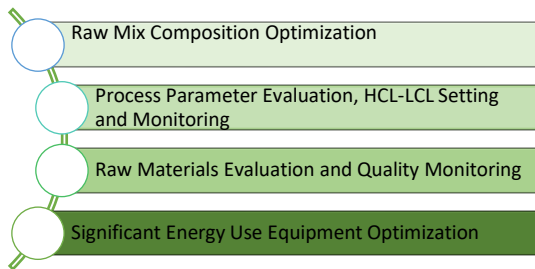 Raw Mix Composition Optimization
Process Parameter Evaluation, HCL-LCL Setting
and Monitoring
Raw Materials Evaluation and Quality Monitoring
Significant Energy Use Equipment Optimization